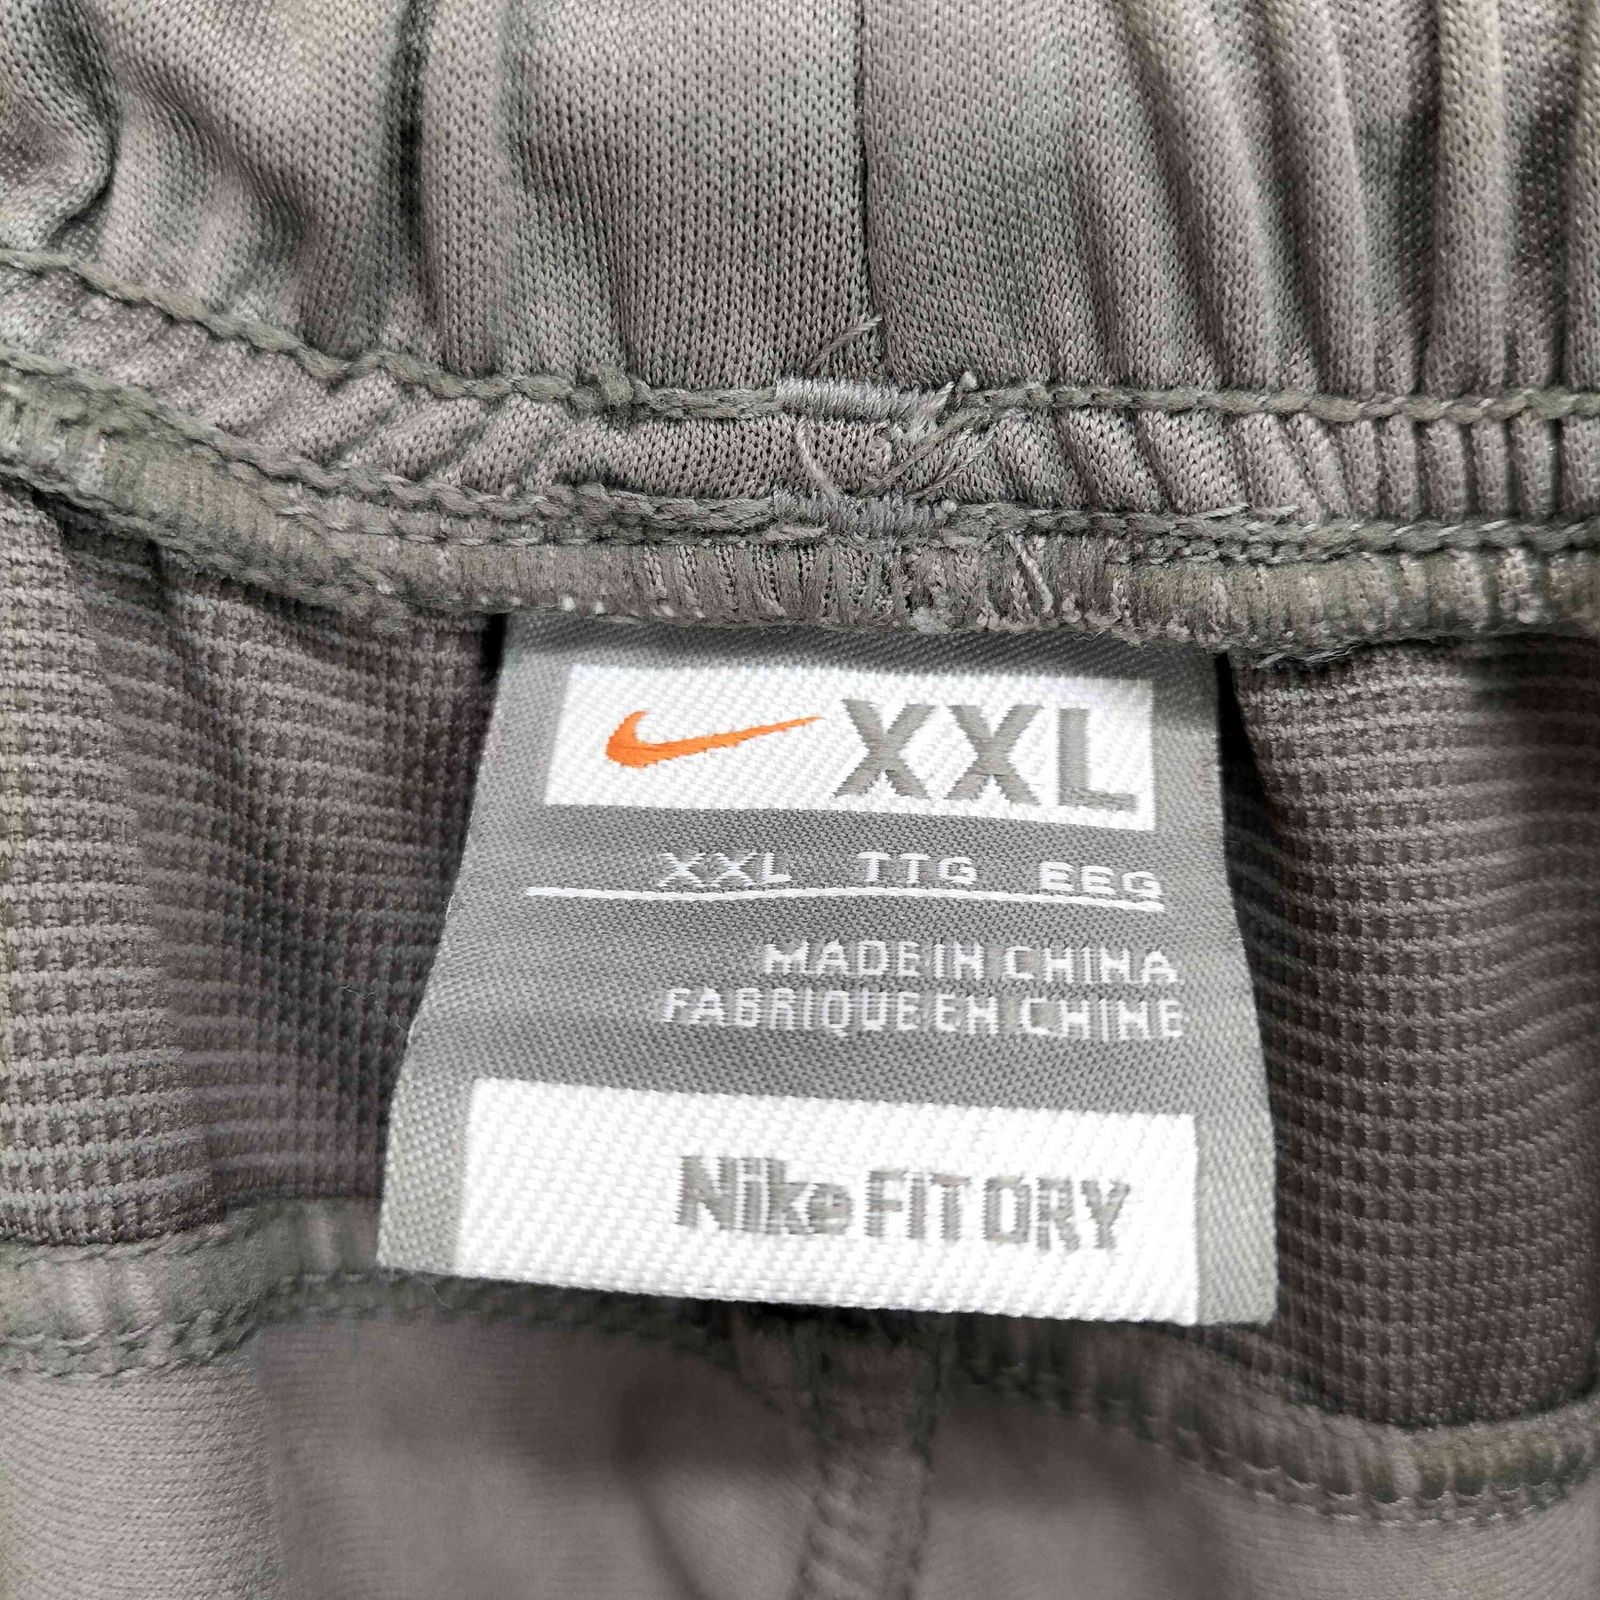 XXL
XXL TTG EEG
MADE IN CHINA
FABRIQUE EN CHINE
Nike FIT DRY